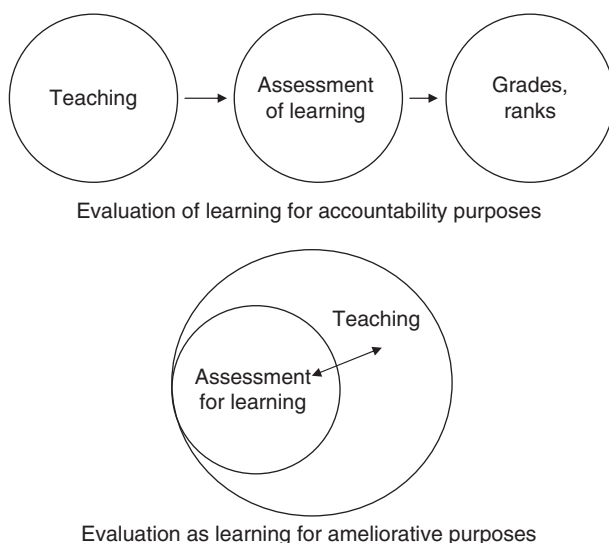 Teaching
Assessment
of learning
Grades,
ranks
Evaluation of learning for accountability purposes
Teaching
Assessment
for learning
Evaluation as learning for ameliorative purposes